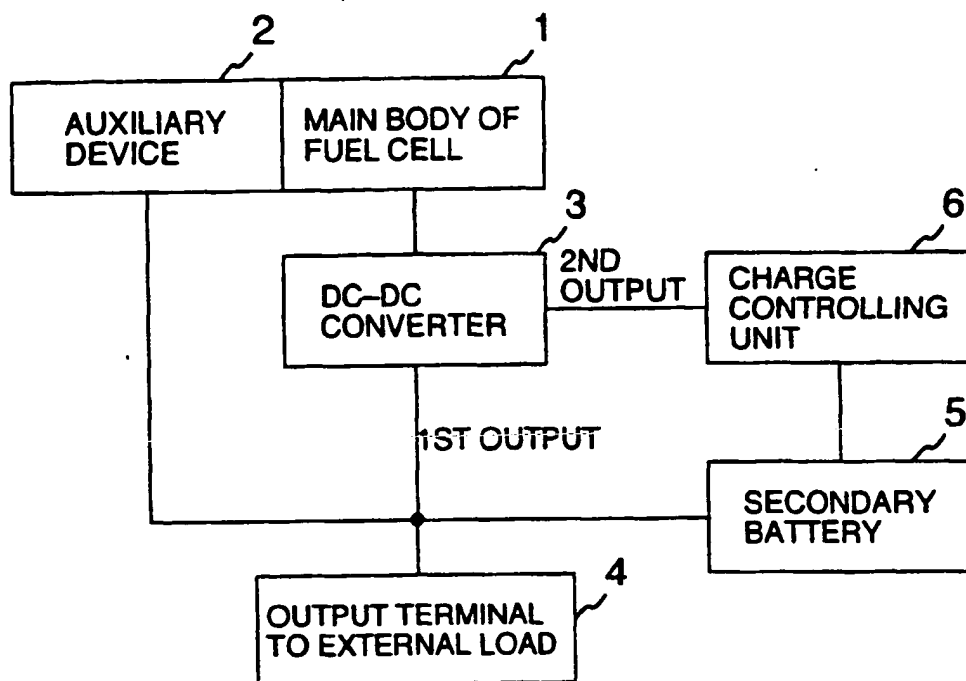 2
1
AUXILIARY
DEVICE
MAIN BODY OF
FUEL CELL
3
6
DC-DC
CONVERTER
2ND
OUTPUT
CHARGE
CONTROLLING
UNIT
1ST OUTPUT
5
SECONDARY
BATTERY
4
OUTPUT TERMINAL
TO EXTERNAL LOAD